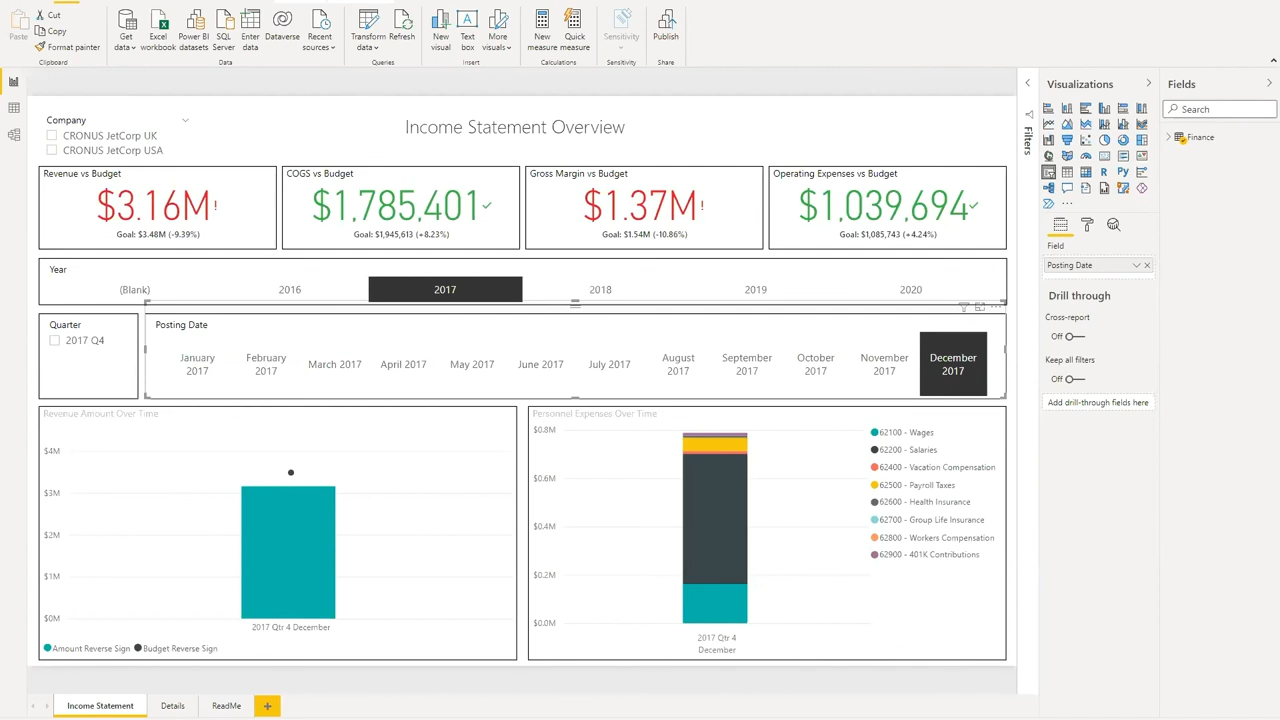 Paste
Cut
Copy
Format painter
Clipboard
Get
data
Excel
workbook
Power BI
datasets
SQL
Server
Enter
data
Dataverse
Recent
sources
Data
Transform
data
Refresh
Queries
New
visual
Text
box
More
visuals
Insert
New
measure
Quick
measure
Calculations
Sensitivity
Sensitivity
Publish
Share
Company
CRONUS JetCorp UK
CRONUS JetCorp USA
Income Statement Overview
Revenue vs Budget
$3.16M!
Goal: $3.48M (-9.39%)
COGS vs Budget
$1,785,401
Goal: $1,945,613 (+8.23%)
Gross Margin vs Budget
$1.37M!
Goal: $1.54M (-10.86%)
Operating Expenses vs Budget
$1,039,694
Goal: $1,085,743 (+4.24%)
Year
(Blank) 2016 2017 2018 2019 2020
Quarter
2017 Q4
Posting Date
January
2017
February
2017
March 2017
April 2017
May 2017
June 2017
July 2017
August
2017
September
2017
October
2017
November
2017
December
2017
Revenue Amount Over Time
$4M
$3M
$2M
$1M
$0M
2017 Qtr 4 December
Amount Reverse Sign Budget Reverse Sign
Personnel Expenses Over Time
$0.8M
$0.6M
$0.4M
$0.2M
$0.0M
2017 Qtr 4
December
62100 - Wages
62200 - Salaries
62400 - Vacation Compensation
62500 - Payroll Taxes
62600 - Health Insurance
62700 - Group Life Insurance
62800 - Workers Compensation
62900 - 401K Contributions
Filters
Visualizations
R
Py
Field
Posting Date
Drill through
Cross-report
Off
Keep all filters
Off
Add drill-through fields here
Fields
Search
Finance
Income Statement
Details
ReadMe
+